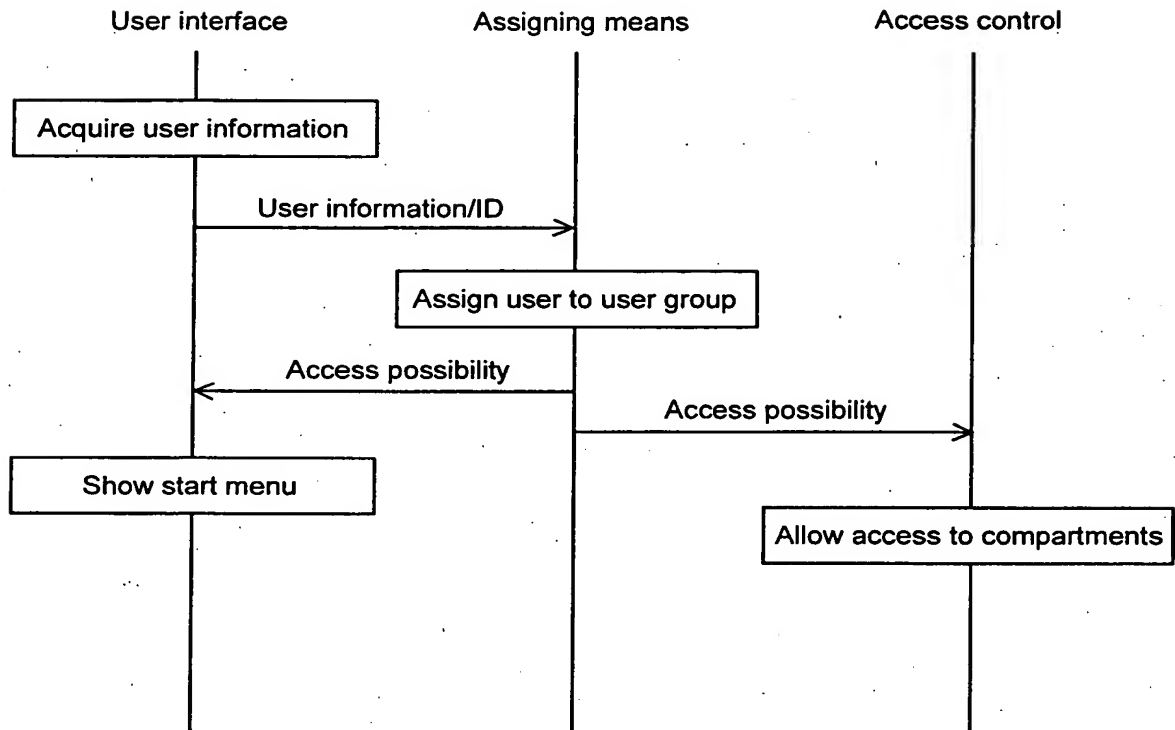 User interface
Assigning means
Access control
Acquire user information
User information/ID
Assign user to user group
Access possibility
Access possibility
Show start menu
Allow access to compartments